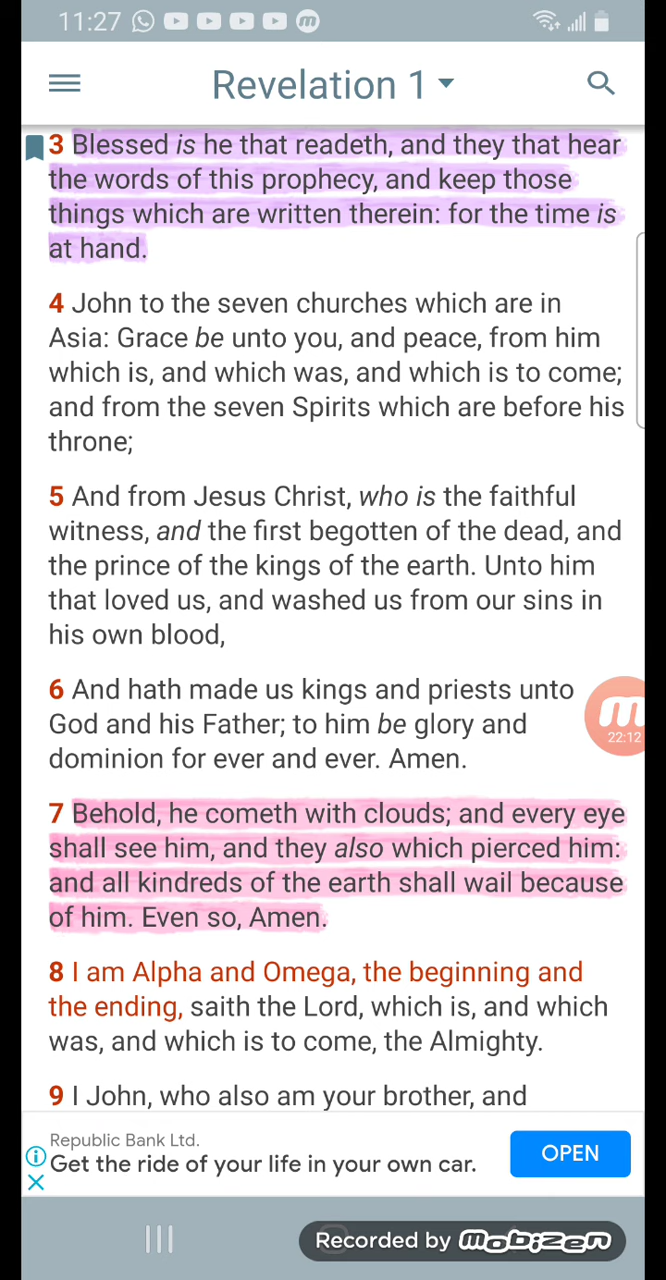 11:27
Revelation 1
3 Blessed is he that readeth, and they that hear
the words of this prophecy, and keep those
things which are written therein: for the time is
at hand.
4 John to the seven churches which are in
Asia: Grace be unto you, and peace, from him
which is, and which was, and which is to come;
and from the seven Spirits which are before his
throne;
5 And from Jesus Christ, who is the faithful
witness, and the first begotten of the dead, and
the prince of the kings of the earth. Unto him
that loved us, and washed us from our sins in
his own blood,
6 And hath made us kings and priests unto
God and his Father; to him be glory and
dominion for ever and ever. Amen.
m
22:12
7 Behold, he cometh with clouds; and every eye
shall see him, and they also which pierced him:
and all kindreds of the earth shall wail because
of him. Even so, Amen.
8 I am Alpha and Omega, the beginning and
the ending, saith the Lord, which is, and which
was, and which is to come, the Almighty.
9 I John, who also am your brother, and
Republic Bank Ltd.
Get the ride of your life in your own car.
OPEN
Recorded by mobizen